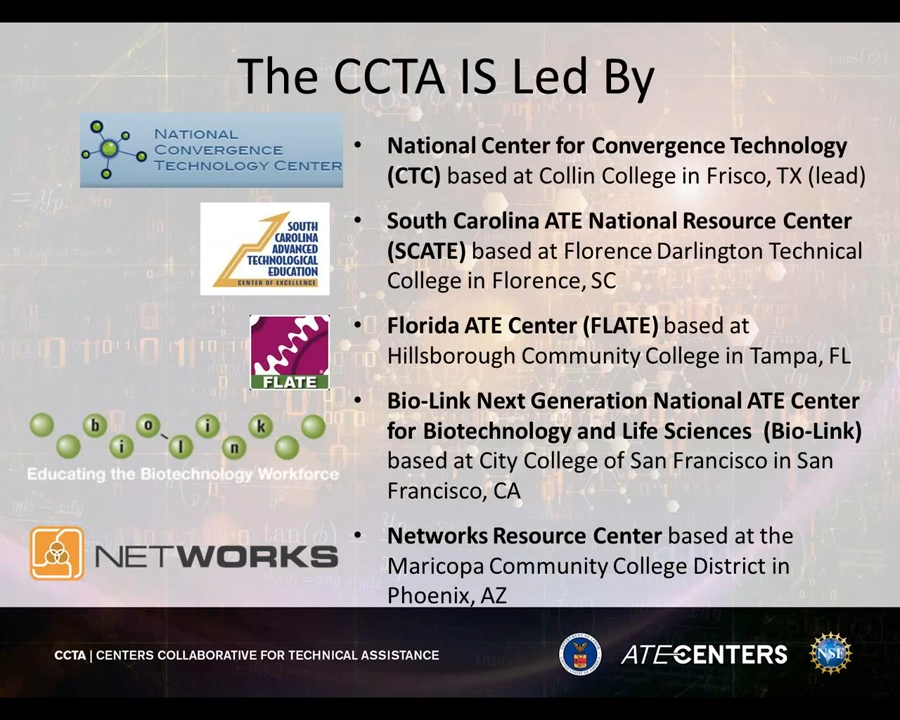 The CCTA IS Led By
NATIONAL
CONVERGENCE
TECHNOLOGY CENTER
• National Center for Convergence Technology
(CTC) based at Collin College in Frisco, TX (lead)
SOUTH
CAROLINA
ADVANCED
TECHNOLOGICAL
EDUCATION
CENTER OF EXCELLENCE
• South Carolina ATE National Resource Center
(SCATE) based at Florence Darlington Technical
College in Florence, SC
FLATE
• Florida ATE Center (FLATE) based at
Hillsborough Community College in Tampa, FL
bio-link
Educating the Biotechnology Workforce
• Bio-Link Next Generation National ATE Center
for Biotechnology and Life Sciences (Bio-Link)
based at City College of San Francisco in San
Francisco, CA
NETWORKS
• Networks Resource Center based at the
Maricopa Community College District in
Phoenix, AZ
CCTA | CENTERS COLLABORATIVE FOR TECHNICAL ASSISTANCE
ATE CENTERS
NSF